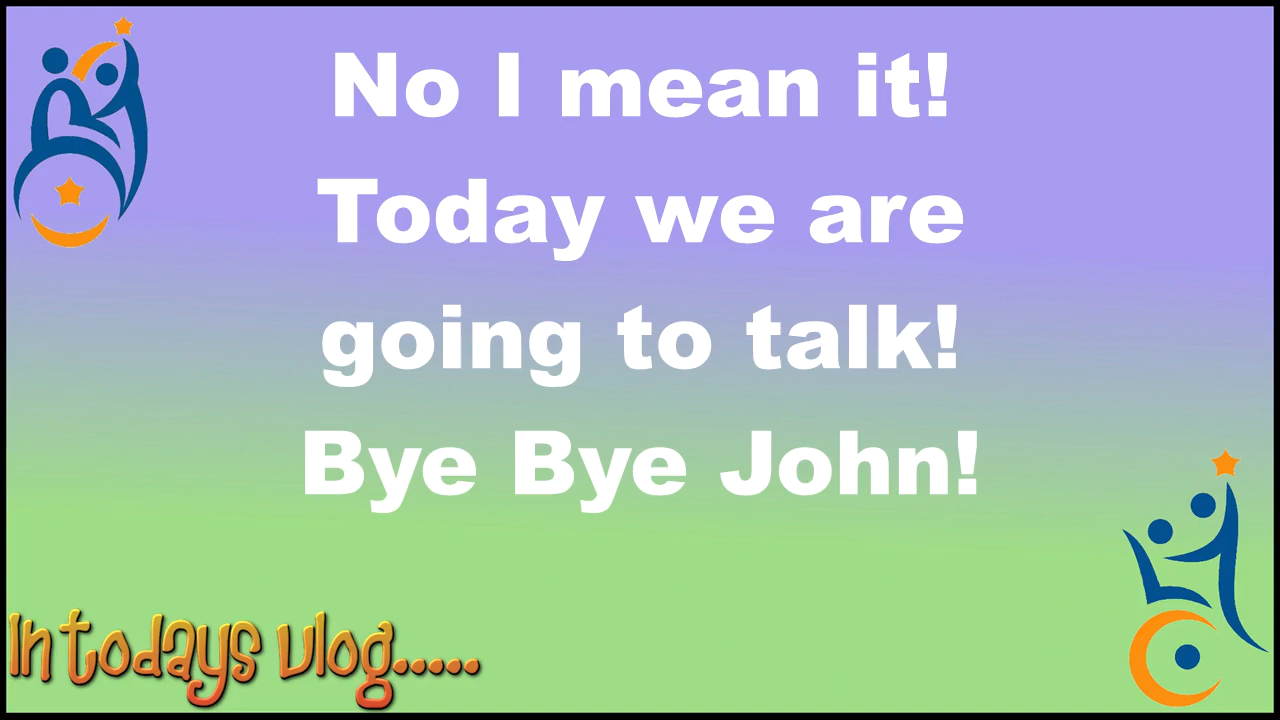 No I mean it!
Today we are
going to talk!
Bye Bye John!
In todays vlog.....